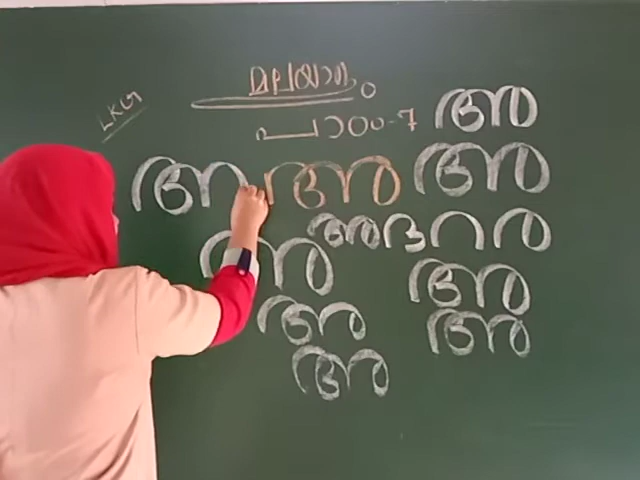 മലയാളം
LKG
പാഠം-7
അ
അ അ അ
അ ദ റ ര
അ അ
അ അ
അ